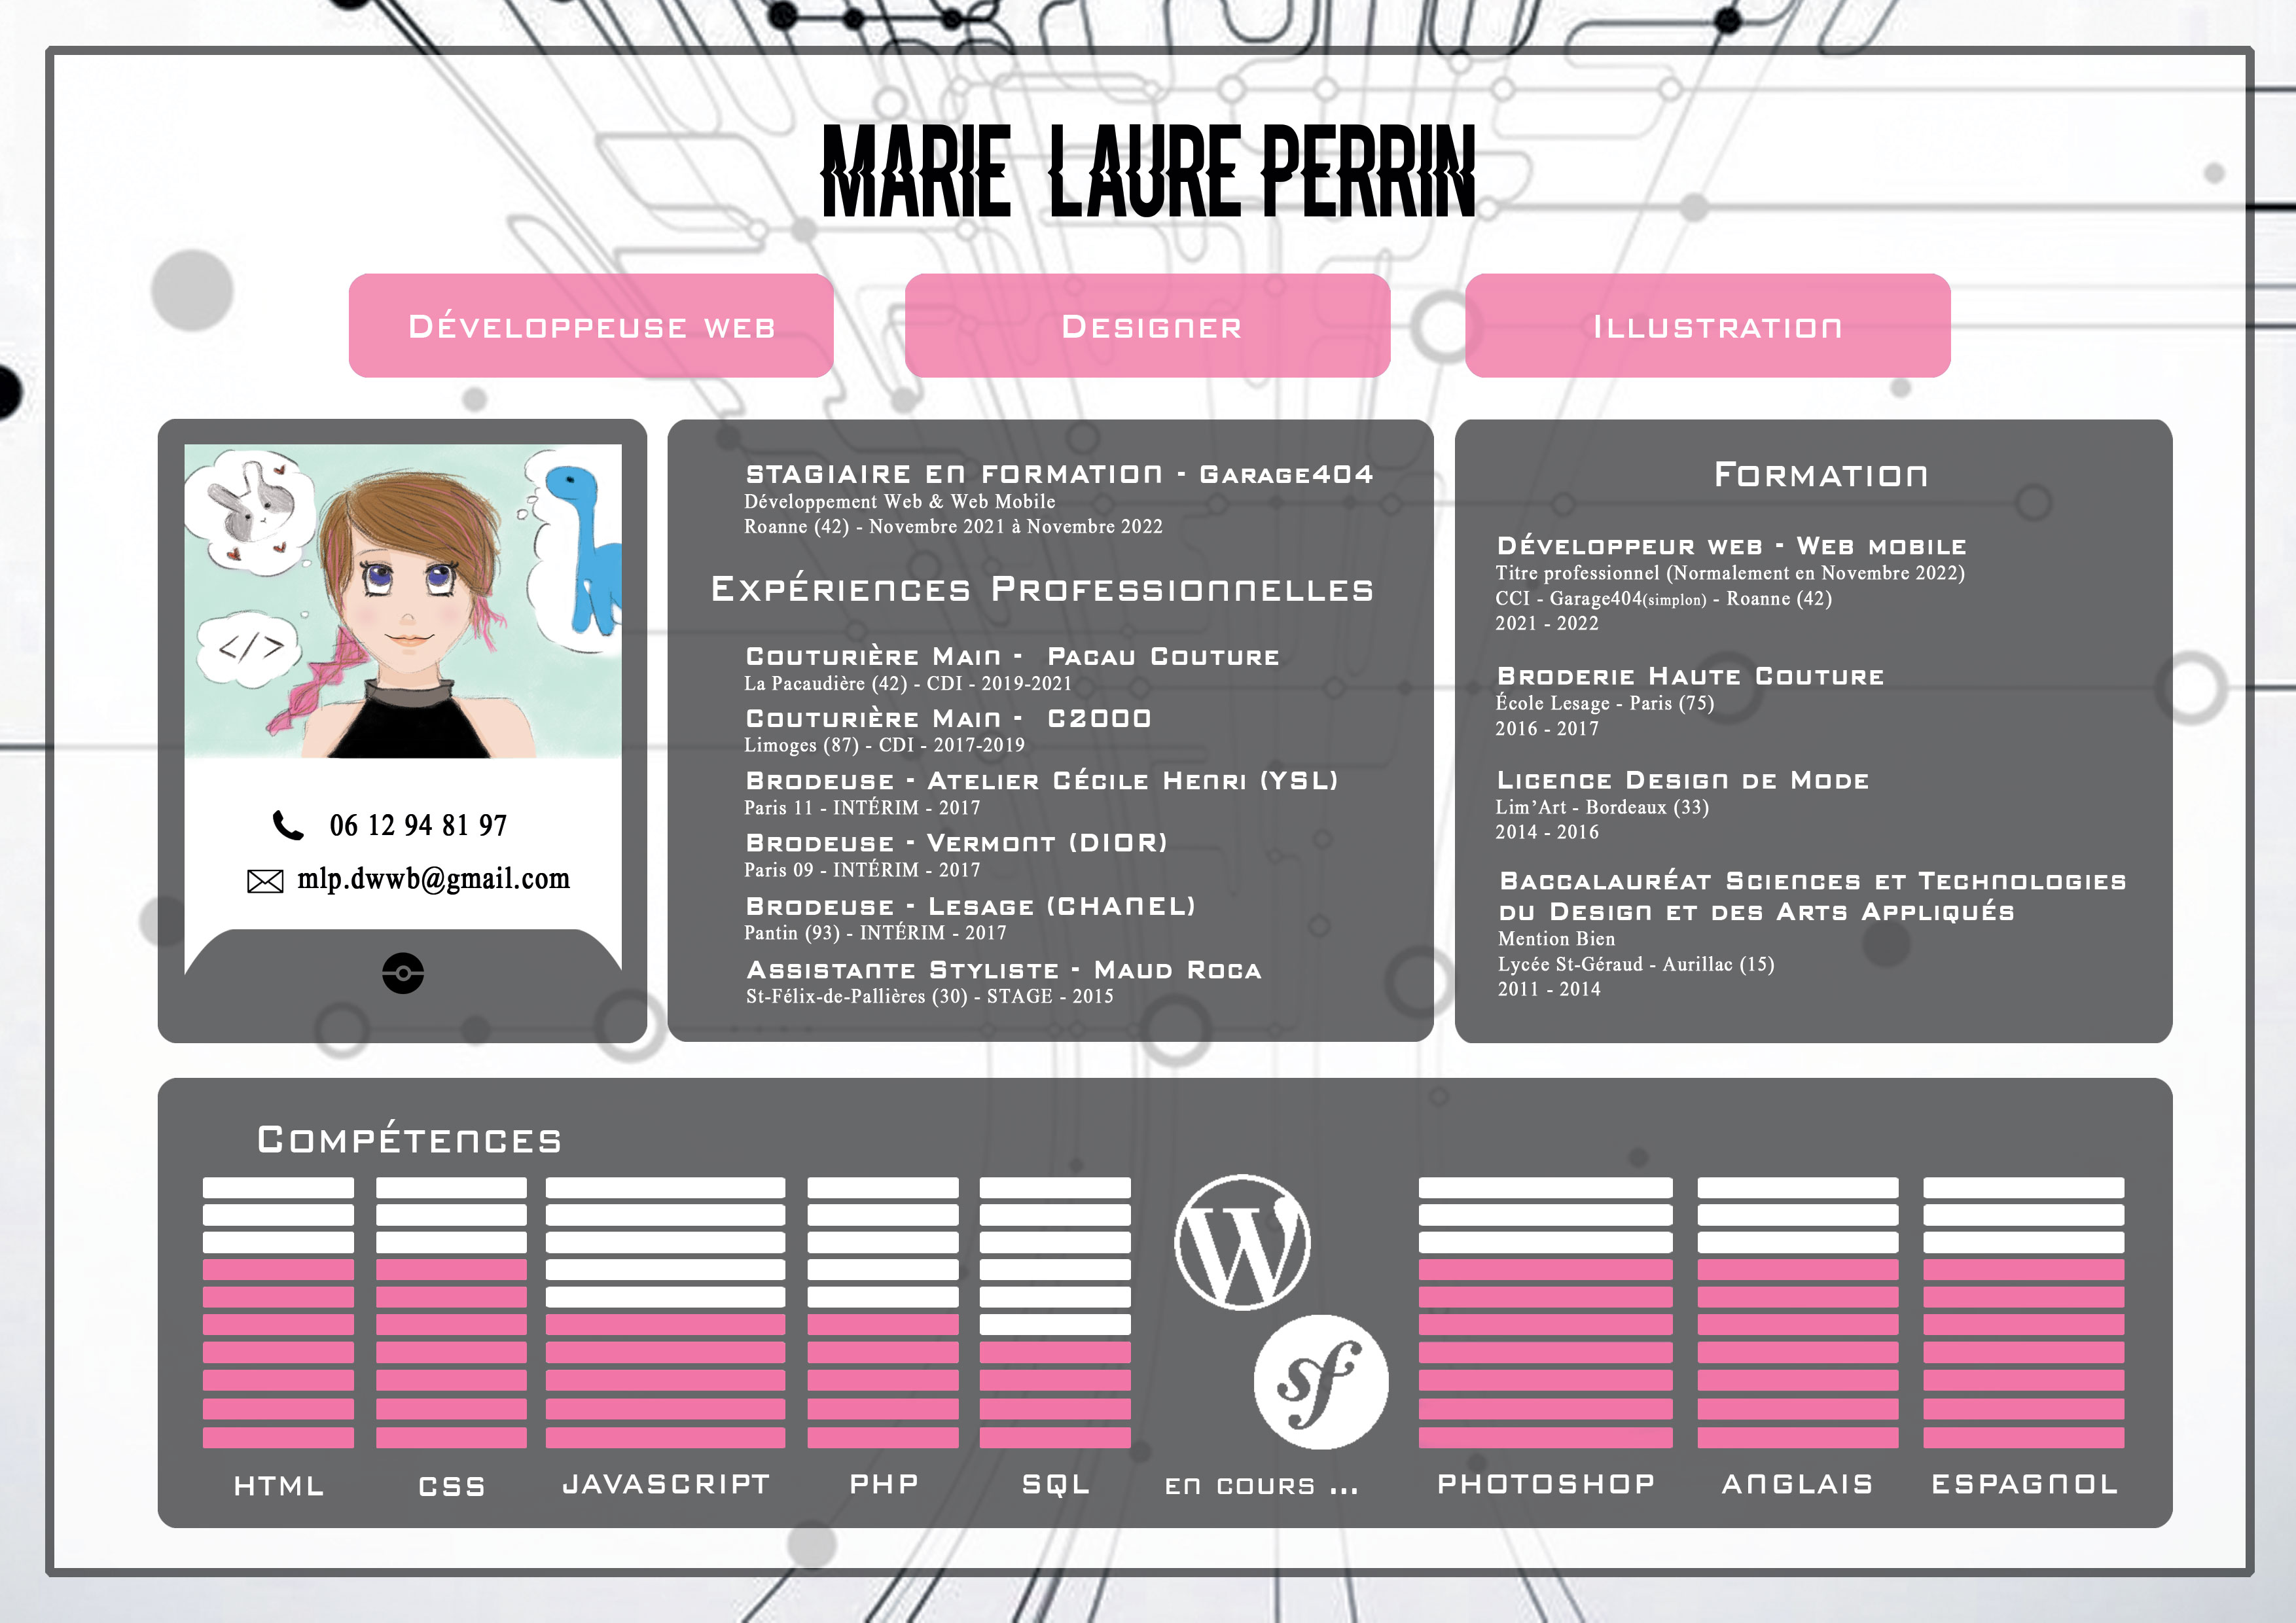 MARIE LAURE PERRIN
Développeuse web
Designer
Illustration
</>
06 12 94 81 97
mlp.dwwb@gmail.com
STAGIAIRE EN FORMATION - Garage404
Développement Web & Web Mobile
Roanne (42) - Novembre 2021 à Novembre 2022
Expériences Professionnelles
Couturière Main - Pacau Couture
La Pacaudière (42) - CDI - 2019-2021
Couturière Main - C2000
Limoges (87) - CDI - 2017-2019
Brodeuse - Atelier Cécile Henri (YSL)
Paris 11 - INTÉRIM - 2017
Brodeuse - Vermont (DIOR)
Paris 09 - INTÉRIM - 2017
Brodeuse - Lesage (CHANEL)
Pantin (93) - INTÉRIM - 2017
Assistante Styliste - Maud Roca
St-Félix-de-Pallières (30) - STAGE - 2015
Formation
Développeur web - Web mobile
Titre professionnel (Normalement en Novembre 2022)
CCI - Garage404(simplon) - Roanne (42)
2021 - 2022
Broderie Haute Couture
École Lesage - Paris (75)
2016 - 2017
Licence Design de Mode
Lim'Art - Bordeaux (33)
2014 - 2016
Baccalauréat Sciences et Technologies
du Design et des Arts Appliqués
Mention Bien
Lycée St-Géraud - Aurillac (15)
2011 - 2014
Compétences
W
sf
HTML CSS JAVASCRIPT PHP SQL EN COURS ... PHOTOSHOP ANGLAIS ESPAGNOL